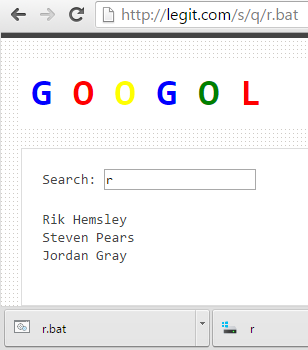 http://legit.com/s/q/r.bat
G O O G O L
Search: r
Rik Hemsley
Steven Pears
Jordan Gray
r.bat
r